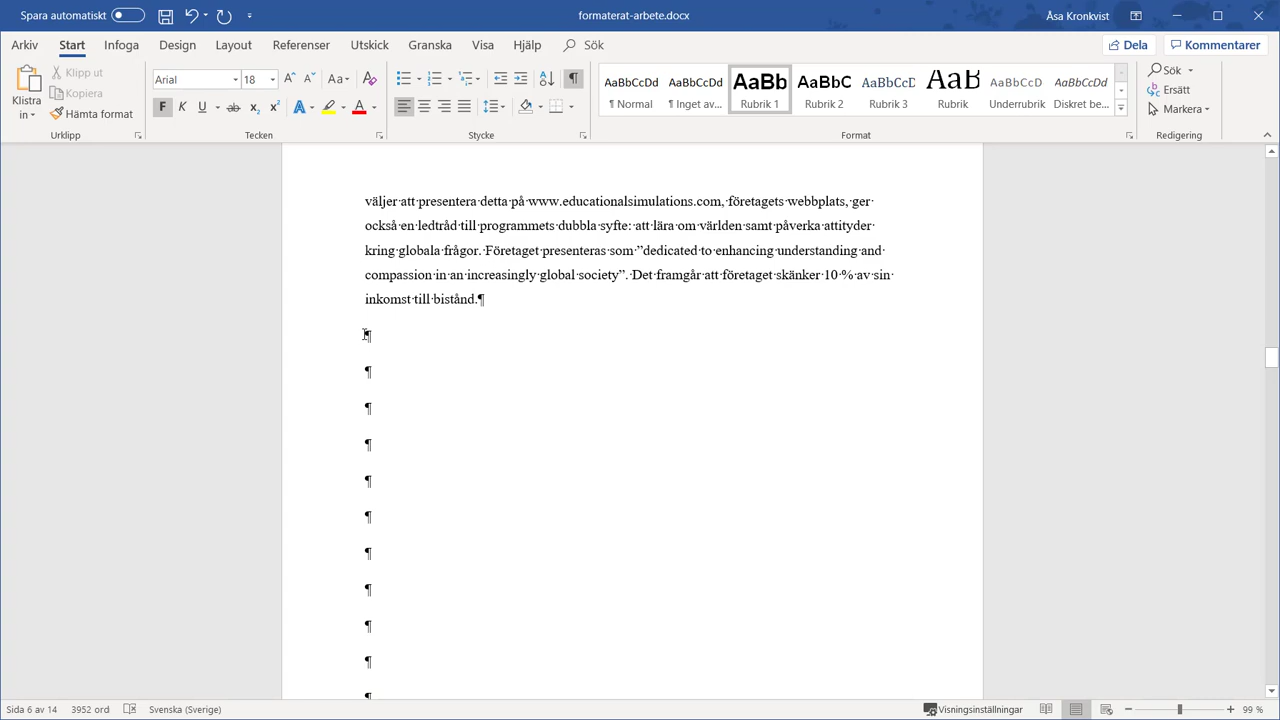 Spara automatiskt
formaterat-arbete.docx
Åsa Kronkvist
Arkiv Start Infoga Design Layout Referenser Utskick Granska Visa Hjälp Sök
Dela Kommentarer
Klistra in
Klipp ut
Kopiera
Hämta format
Urklipp
Arial 18
Aa
F K U ab x₂ x² A A
Tecken
Stycke
AaBbCcDd AaBbCcDd AaBb AaBbC AaBbCcD AaB AaBbCcD AaBbCcDd
¶ Normal ¶ Inget av... Rubrik 1 Rubrik 2 Rubrik 3 Rubrik Underrubrik Diskret be...
Format
Sök
Ersätt
Markera
Redigering
väljer·att·presentera·detta·på·www.educationalsimulations.com,·företagets·webbplats,·ger·
också·en·ledtråd·till·programmets·dubbla·syfte:·att·lära·om·världen·samt·påverka·attityder·
kring·globala·frågor.·Företaget·presenteras·som·”dedicated·to·enhancing·understanding·and·
compassion·in·an·increasingly·global·society”.·Det·framgår·att·företaget·skänker·10·%·av·sin·
inkomst·till·bistånd.¶
¶
¶
¶
¶
¶
¶
¶
¶
¶
¶
¶
Sida 6 av 14 3952 ord Svenska (Sverige) Visningsinställningar 99 %